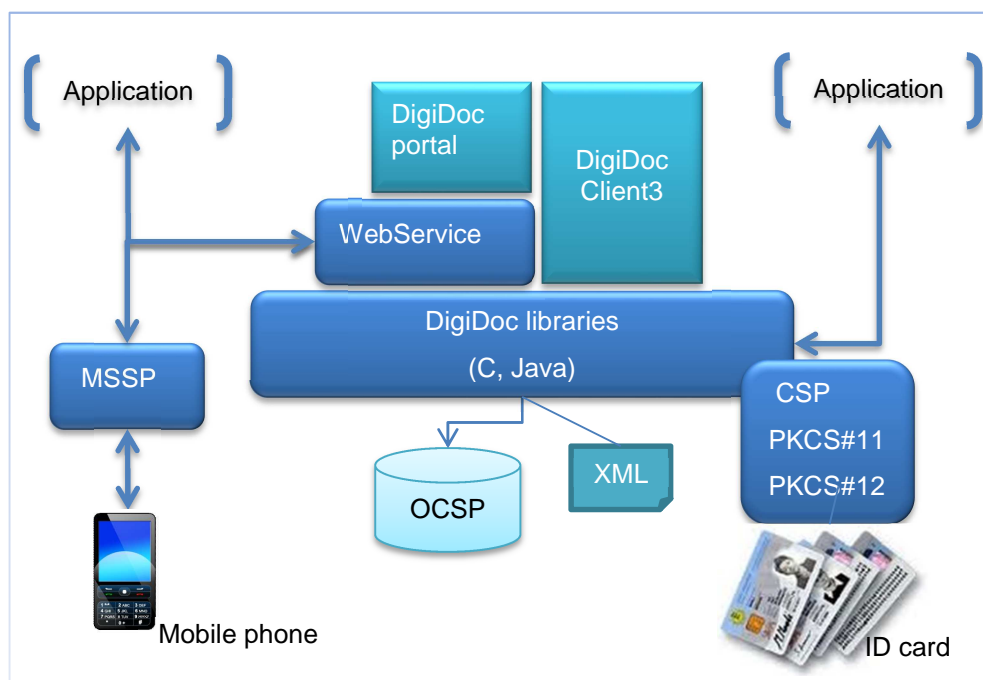 Application
Application
DigiDoc
portal
DigiDoc
Client3
WebService
DigiDoc libraries
(C, Java)
MSSP
CSP
PKCS#11
PKCS#12
XML
OCSP
Mobile phone
ID card